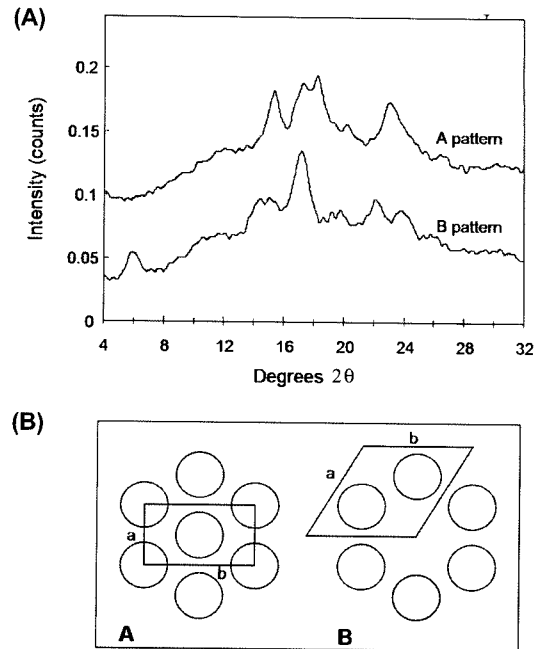 (A)
0.2
0.15
0.1
0.05
0
Intensity (counts)
A pattern
B pattern
4 8 12 16 20 24 28 32
Degrees 2θ
(B)
a
b
A
a
b
B